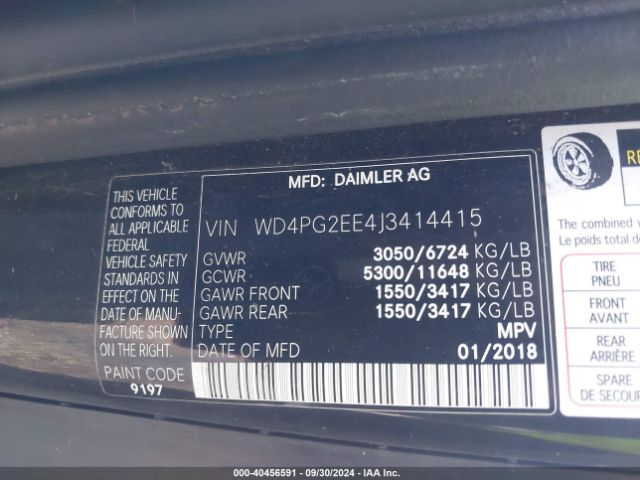 THIS VEHICLE
CONFORMS TO
ALL APPLICABLE
FEDERAL
VEHICLE SAFETY
STANDARDS IN
EFFECT ON THE
DATE OF MANU-
FACTURE SHOWN
ON THE RIGHT.
PAINT CODE
9197
MFD: DAIMLER AG
VIN WD4PG2EE4J3414415
GVWR 3050/6724 KG/LB
GCWR 5300/11648 KG/LB
GAWR FRONT 1550/3417 KG/LB
GAWR REAR 1550/3417 KG/LB
TYPE MPV
DATE OF MFD 01/2018
The combined
Le poids total
TIRE
PNEU
FRONT
AVANT
REAR
ARRIÈRE
SPARE
DE SECOUR
000-40456591 - 09/30/2024 - IAA Inc.